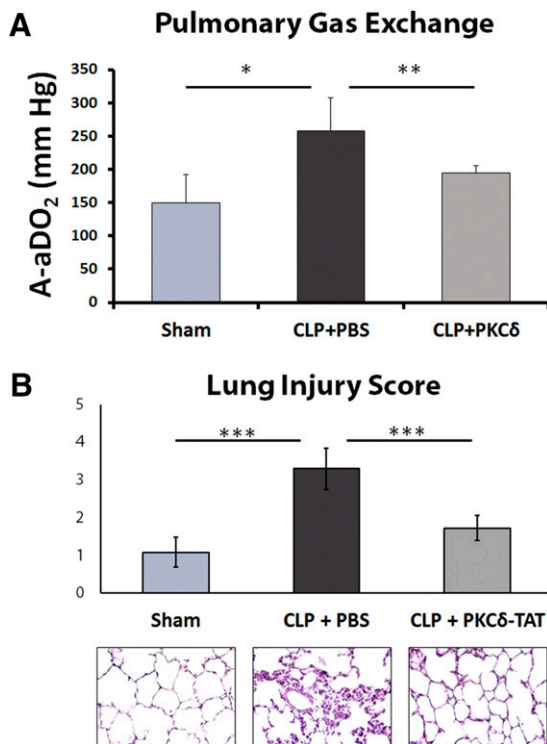 A
Pulmonary Gas Exchange
A-aDO₂ (mm Hg)
350
300
250
200
150
100
50
0
*
**
Sham
CLP+PBS
CLP+PKCδ
B
Lung Injury Score
5
4
3
2
1
0
***
***
Sham
CLP + PBS
CLP + PKCδ-TAT